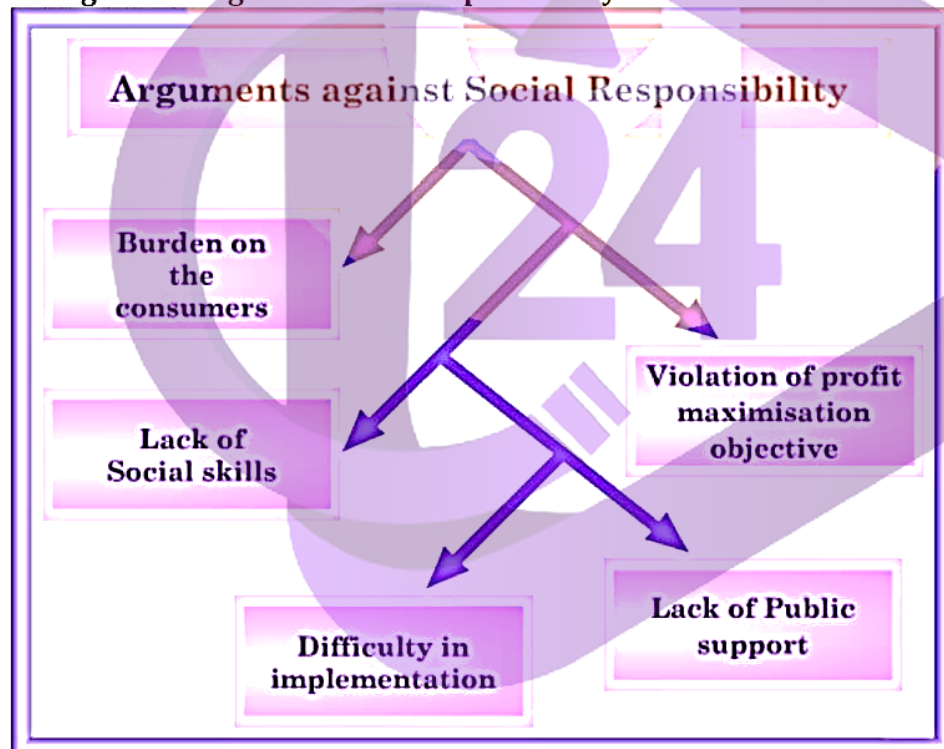 Arguments against Social Responsibility
24
Burden on
the
consumers
Violation of profit
maximisation
objective
Lack of
Social skills
Lack of Public
support
Difficulty in
implementation